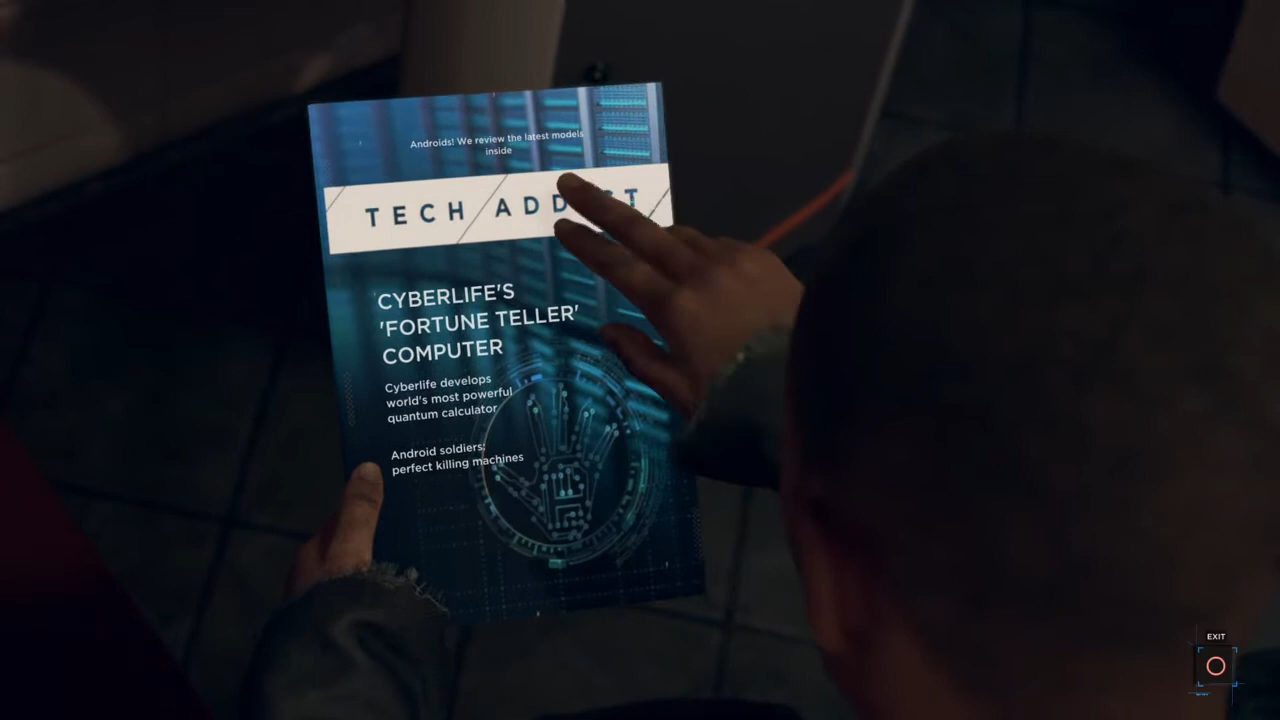 Androids! We review the latest models
inside
TECH
CYBERLIFE'S
'FORTUNE TELLER'
COMPUTER
Cyberlife develops
world's most powerful
quantum calculator
Android soldiers:
perfect killing machines
EXIT